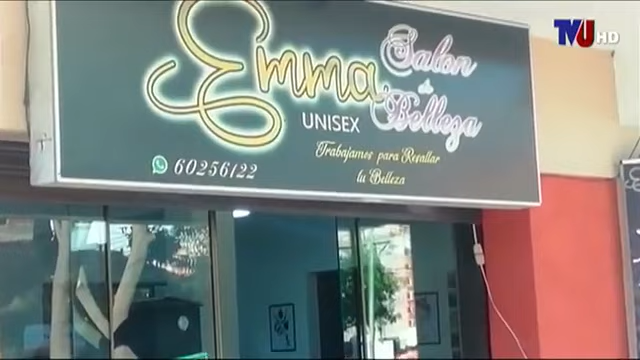 TVU HD
Emma
Salon
de
Belleza
UNISEX
Trabajamos para Resaltar
tu Belleza
60256122